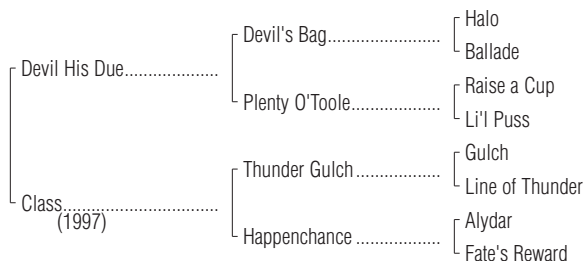 Halo
Devil's Bag........................
Ballade
Devil His Due....................
Raise a Cup
Plenty O'Toole...................
Li'l Puss
Gulch
Thunder Gulch ..................
Line of Thunder
Class.................................
(1997)
Alydar
Happenchance ..................
Fate's Reward